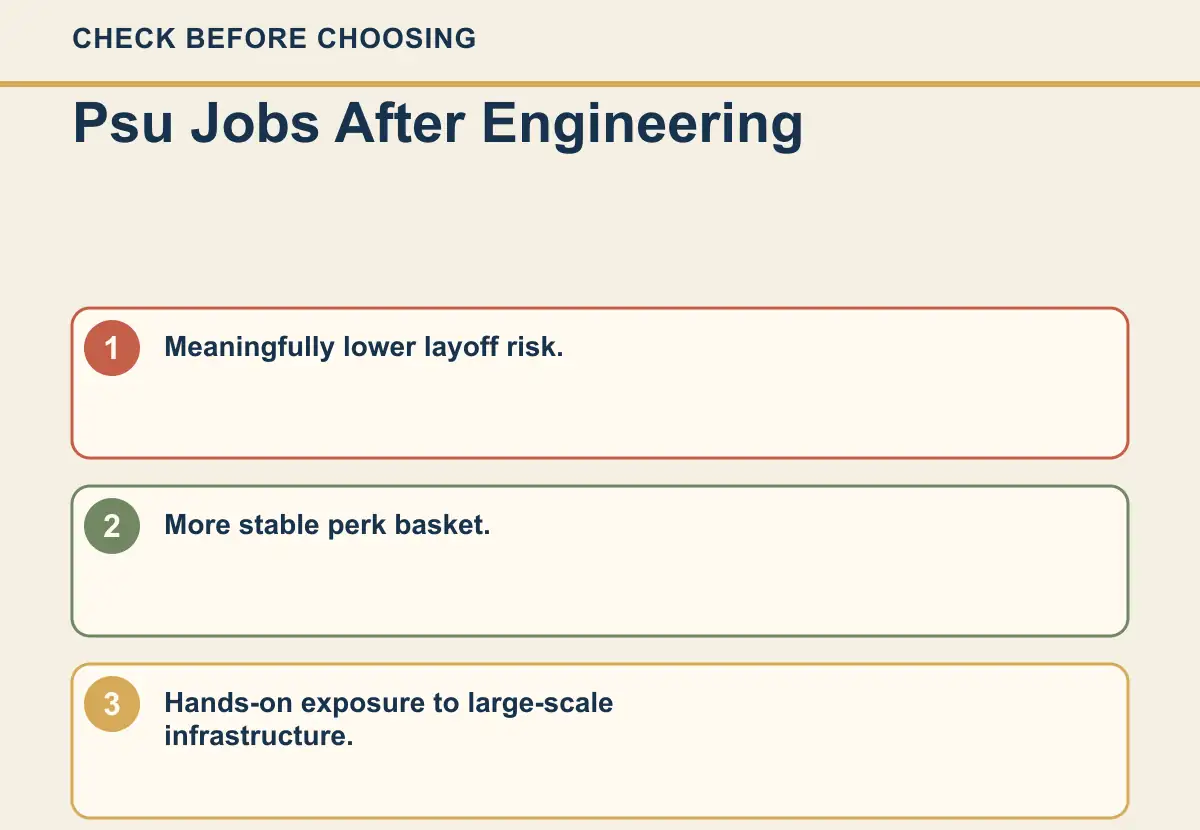 CHECK BEFORE CHOOSING
Psu Jobs After Engineering
1
Meaningfully lower layoff risk.
2
More stable perk basket.
3
Hands-on exposure to large-scale
infrastructure.